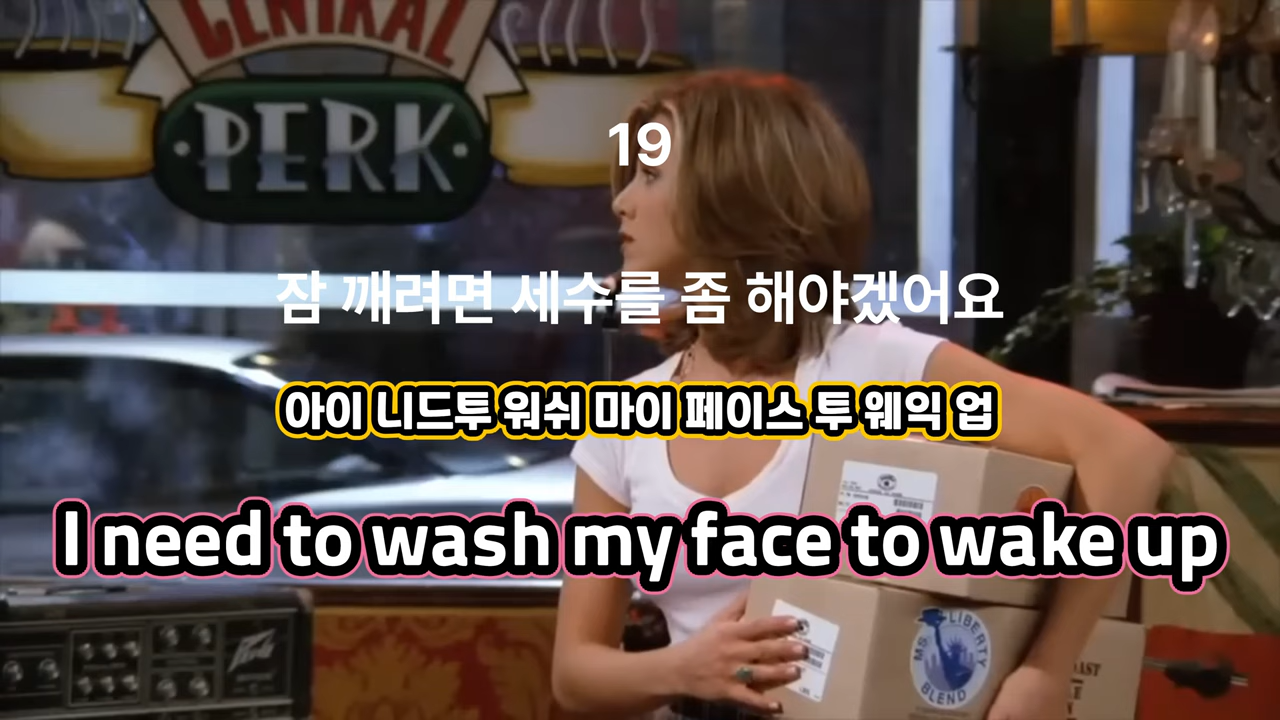 CENTRAL
PERK
19
잠 깨려면 세수를 좀 해야겠어요
아이 니드투 워쉬 마이 페이스 투 웨익 업
I need to wash my face to wake up
MS. LIBERTY
BLEND
Peavey